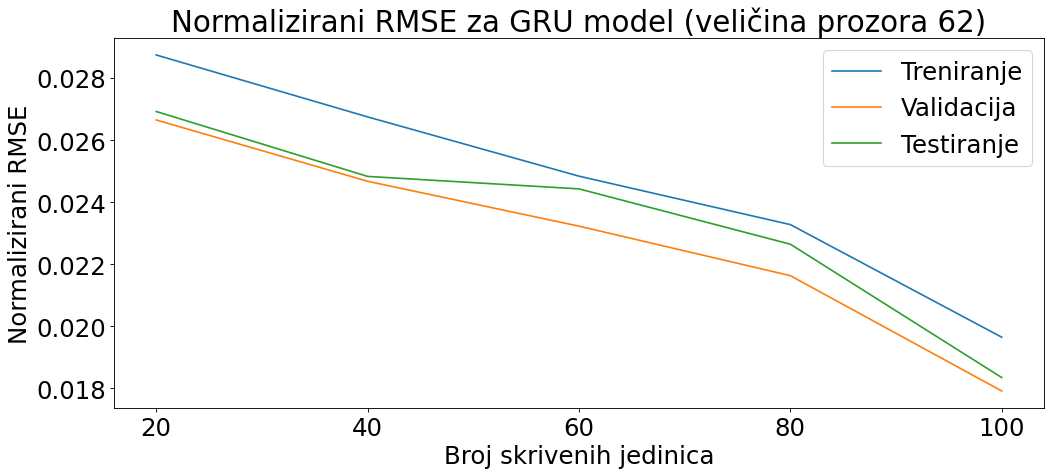 Normalizirani RMSE za GRU model (veličina prozora 62)
Normalizirani RMSE
0.028
0.026
0.024
0.022
0.020
0.018
Treniranje
Validacija
Testiranje
20 40 60 80 100
Broj skrivenih jedinica